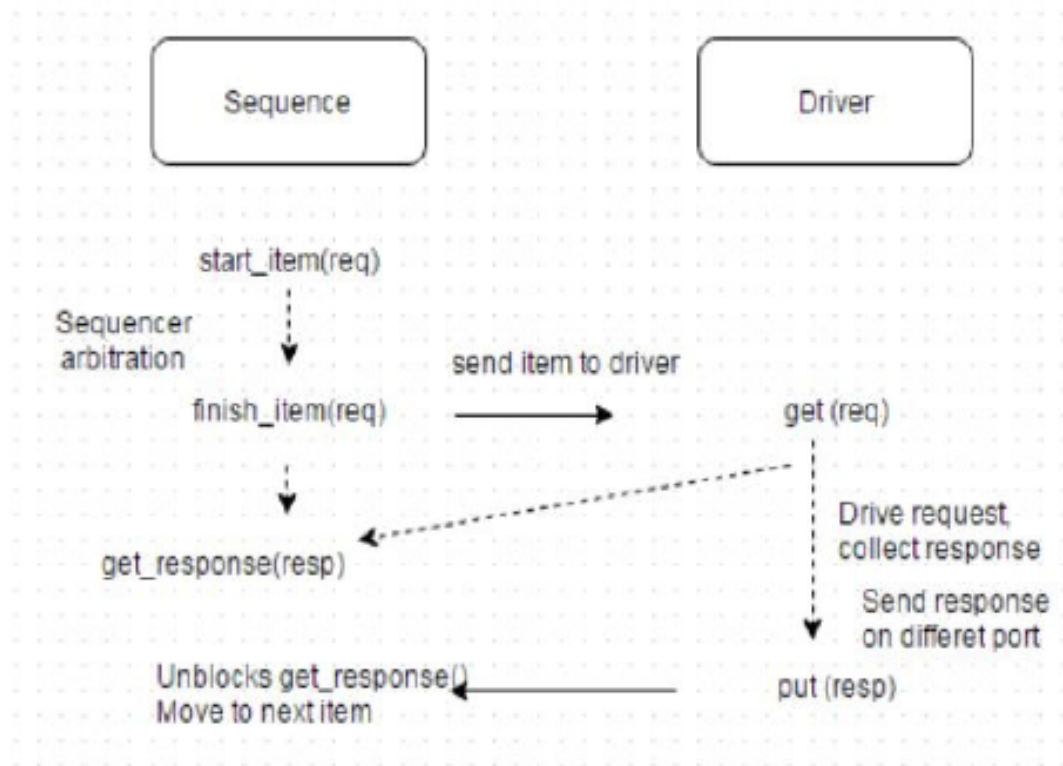 Sequence
Driver
start_item(req)
Sequencer
arbitration
send item to driver
finish_item(req)
get (req)
Drive request,
collect response
get_response(resp)
Send response
on differet port
Unblocks get_response()
Move to next item
put (resp)